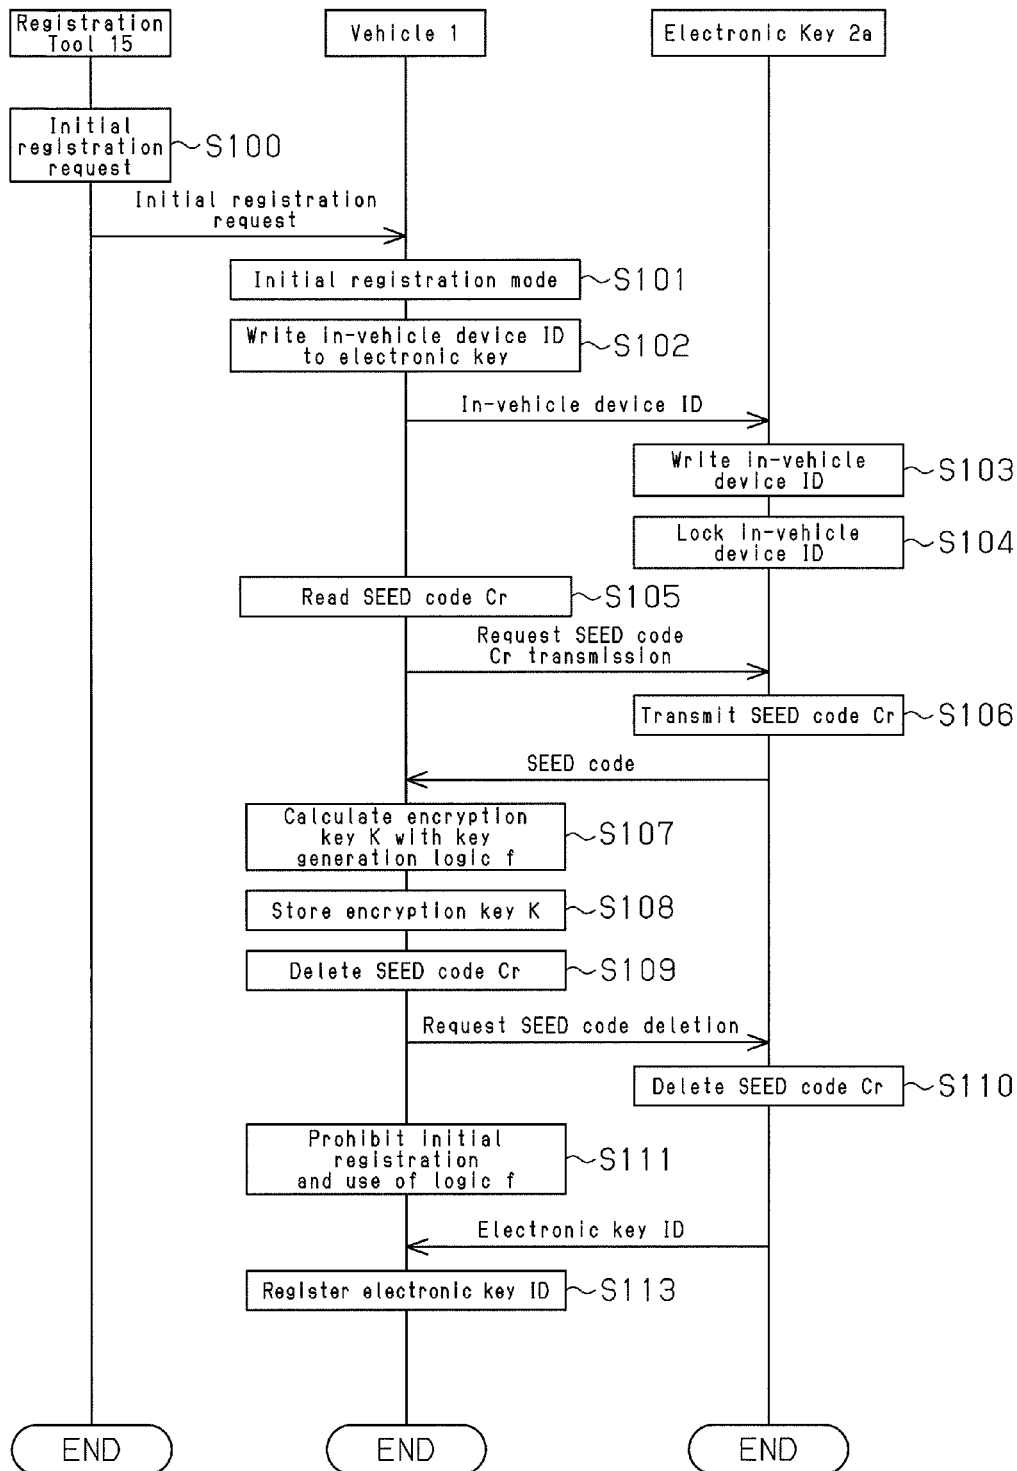 Registration
Tool 15
Vehicle 1
Electronic Key 2a
Initial
registration
request
S100
Initial registration
request
Initial registration mode
S101
Write in-vehicle device ID
to electronic key
S102
In-vehicle device ID
Write in-vehicle
device ID
S103
Lock in-vehicle
device ID
S104
Read SEED code Cr
S105
Request SEED code
Cr transmission
Transmit SEED code Cr
S106
SEED code
Calculate encryption
key K with key
generation logic f
S107
Store encryption key K
S108
Delete SEED code Cr
S109
Request SEED code deletion
Delete SEED code Cr
S110
Prohibit initial
registration
and use of logic f
S111
Electronic key ID
Register electronic key ID
S113
END
END
END